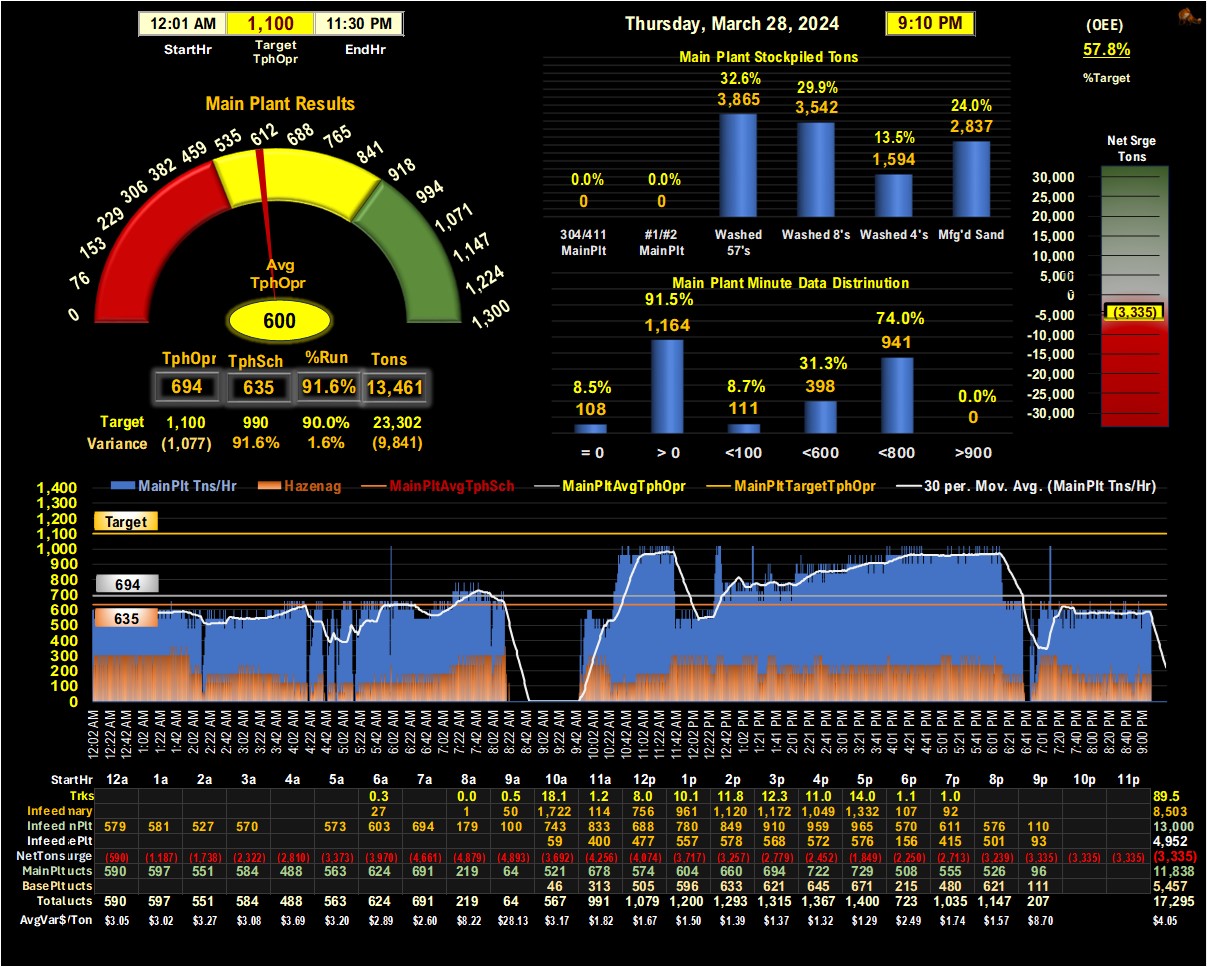 12:01 AM 1,100 11:30 PM
StartHr Target TphOpr EndHr
Thursday, March 28, 2024 9:10 PM
(OEE)
57.8%
%Target
Main Plant Results
0 76 153 229 306 382 459 535 612 688 765 841 918 994 1,071 1,147 1,224 1,300
Avg
TphOpr
600
TphOpr TphSch %Run Tons
694 635 91.6% 13,461
Target 1,100 990 90.0% 23,302
Variance (1,077) 91.6% 1.6% (9,841)
Main Plant Stockpiled Tons
0.0% 0.0% 32.6% 29.9% 13.5% 24.0%
0 0 3,865 3,542 1,594 2,837
304/411 MainPlt #1/#2 MainPlt Washed 57's Washed 8's Washed 4's Mfg'd Sand
Main Plant Minute Data Distrinution
8.5% 91.5% 8.7% 31.3% 74.0% 0.0%
108 1,164 111 398 941 0
= 0 > 0 <100 <600 <800 >900
Net Srge
Tons
30,000
25,000
20,000
15,000
10,000
5,000
0
-5,000
-10,000
-15,000
-20,000
-25,000
-30,000
(3,335)
MainPlt Tns/Hr Hazenag MainPltAvgTphSch MainPltAvgTphOpr MainPltTargetTphOpr 30 per. Mov. Avg. (MainPlt Tns/Hr)
1,400
1,300
1,200
1,100
1,000
900
800
700
600
500
400
300
200
100
0
Target
694
635
12:02 AM 12:22 AM 12:42 AM 1:02 AM 1:22 AM 1:42 AM 2:02 AM 2:22 AM 2:42 AM 3:02 AM 3:22 AM 3:42 AM 4:02 AM 4:22 AM 4:42 AM 5:02 AM 5:22 AM 5:42 AM 6:02 AM 6:22 AM 6:42 AM 7:02 AM 7:22 AM 7:42 AM 8:02 AM 8:22 AM 8:42 AM 9:02 AM 9:22 AM 9:42 AM 10:02 AM 10:22 AM 10:42 AM 11:02 AM 11:22 AM 11:42 AM 12:02 PM 12:22 PM 12:42 PM 1:02 PM 1:21 PM 1:41 PM 2:01 PM 2:21 PM 2:41 PM 3:01 PM 3:21 PM 3:41 PM 4:01 PM 4:21 PM 4:41 PM 5:01 PM 5:21 PM 5:41 PM 6:01 PM 6:21 PM 6:41 PM 7:01 PM 7:20 PM 7:40 PM 8:00 PM 8:20 PM 8:40 PM 9:00 PM
StartHr 12a 1a 2a 3a 4a 5a 6a 7a 8a 9a 10a 11a 12p 1p 2p 3p 4p 5p 6p 7p 8p 9p 10p 11p
Trks 0.3 0.0 0.5 18.1 1.2 8.0 10.1 11.8 12.3 11.0 14.0 1.1 1.0 89.5
Infeed nary 27 1 50 1,722 114 756 961 1,120 1,172 1,049 1,332 107 92 8,503
Infeed nPlt 579 581 527 570 573 603 694 179 100 743 833 688 780 849 910 959 965 570 611 576 110 13,000
Infeed ePlt 59 400 477 557 578 568 572 576 156 415 501 93 4,952
NetTons urge (590) (1,187) (1,738) (2,322) (2,810) (3,373) (3,970) (4,661) (4,879) (4,893) (3,692) (4,256) (4,074) (3,717) (3,257) (2,779) (2,452) (1,849) (2,250) (2,713) (3,239) (3,335) (3,335) (3,335) (3,335)
MainPlt ucts 590 597 551 584 488 563 624 691 219 64 521 678 574 604 660 694 722 729 508 555 526 96 11,838
BasePlt ucts 46 313 505 596 633 621 645 671 215 480 621 111 5,457
Total ucts 590 597 551 584 488 563 624 691 219 64 567 991 1,079 1,200 1,293 1,315 1,367 1,400 723 1,035 1,147 207 17,295
AvgVar$/Ton $3.05 $3.02 $3.27 $3.08 $3.69 $3.20 $2.89 $2.60 $8.22 $28.13 $3.17 $1.82 $1.67 $1.50 $1.39 $1.37 $1.32 $1.29 $2.49 $1.74 $1.57 $8.70 $4.05